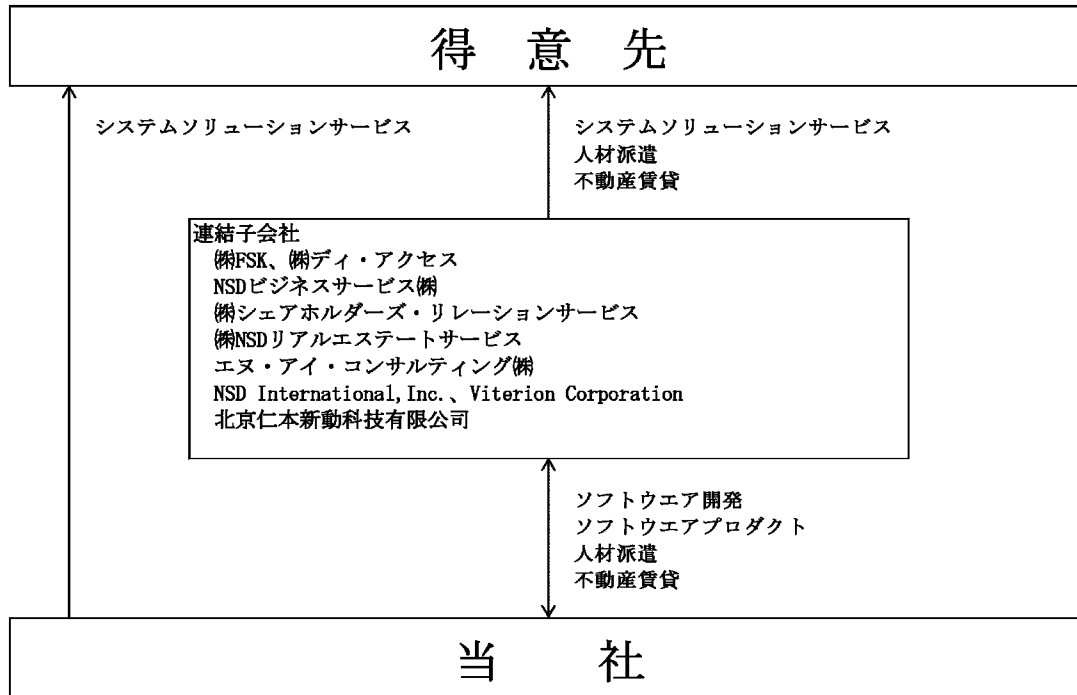 得 意 先
システムソリューションサービス
システムソリューションサービス
人材派遣
不動産賃貸
連結子会社
㈱FSK、㈱ディ・アクセス
NSDビジネスサービス㈱
㈱シェアホルダーズ・リレーションサービス
㈱NSDリアルエステートサービス
エヌ・アイ・コンサルティング㈱
NSD International,Inc.、Viterion Corporation
北京仁本新動科技有限公司
ソフトウエア開発
ソフトウエアプロダクト
人材派遣
不動産賃貸
当 社